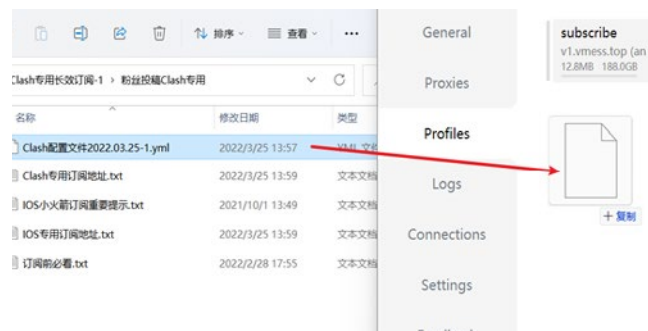 排序
查看
•••
Clash专用长效订阅-1 › 粉丝投稿Clash专用
名称
修改日期
类型
Clash配置文件2022.03.25-1.yml
2022/3/25 13:57
YML 文件
Clash专用订阅地址.txt
2022/3/25 13:59
文本文档
IOS小火箭订阅重要提示.txt
2021/10/1 13:49
文本文档
IOS专用订阅地址.txt
2022/3/25 13:59
文本文档
订阅前必看.txt
2022/2/28 17:55
文本文档
General
Proxies
Profiles
Logs
Connections
Settings
subscribe
v1.vmess.top (an
12.8MB 188.0GB
+ 复制